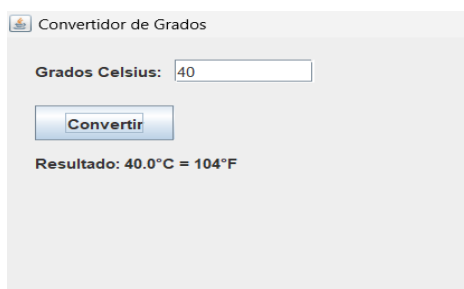 Convertidor de Grados
Grados Celsius: 40
Convertir
Resultado: 40.0°C = 104°F